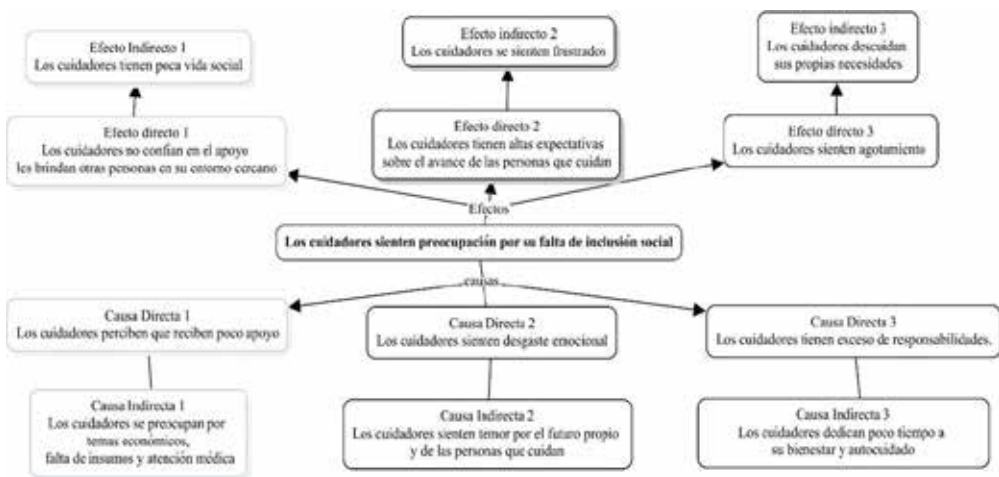 Efecto Indirecto 1
Los cuidadores tienen poca vida social
Efecto indirecto 2
Los cuidadores se sienten frustrados
Efecto indirecto 3
Los cuidadores descuidan
sus propias necesidades
Efecto directo 1
Los cuidadores no confían en el apoyo
les brindan otras personas en su entorno cercano
Efecto directo 2
Los cuidadores tienen altas expectativas
sobre el avance de las personas que cuidan
Efecto directo 3
Los cuidadores sienten agotamiento
Efectos
Los cuidadores sienten preocupación por su falta de inclusión social
causas
Causa Directa 1
Los cuidadores perciben que reciben poco apoyo
Causa Directa 2
Los cuidadores sienten desgaste emocional
Causa Directa 3
Los cuidadores tienen exceso de responsabilidades.
Causa Indirecta 1
Los cuidadores se preocupan por
temas económicos,
falta de insumos y atención médica
Causa Indirecta 2
Los cuidadores sienten temor por el futuro propio
y de las personas que cuidan
Causa Indirecta 3
Los cuidadores dedican poco tiempo a
su bienestar y autocuidado